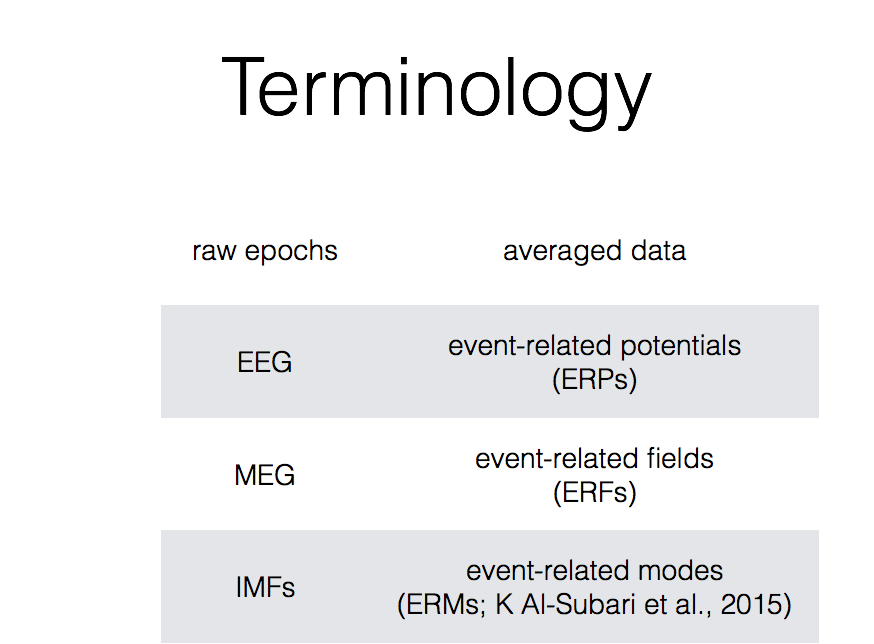 Terminology
raw epochs averaged data
EEG event-related potentials
(ERPs)
MEG event-related fields
(ERFs)
IMFs event-related modes
(ERMs; K Al-Subari et al., 2015)